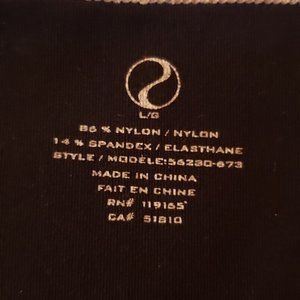 L/G
86 % NYLON / NYLON
14 % SPANDEX / ELASTHANE
STYLE / MODÈLE:56230-673
MADE IN CHINA
FAIT EN CHINE
RN# 119165
CA# 51810